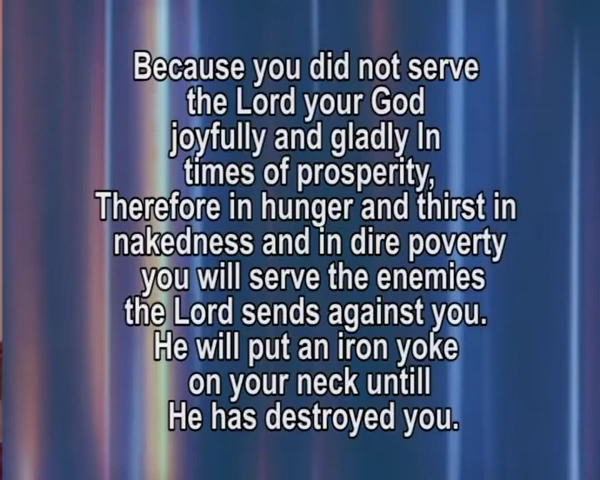 Because you did not serve
the Lord your God
joyfully and gladly In
times of prosperity,
Therefore in hunger and thirst in
nakedness and in dire poverty
you will serve the enemies
the Lord sends against you.
He will put an iron yoke
on your neck untill
He has destroyed you.